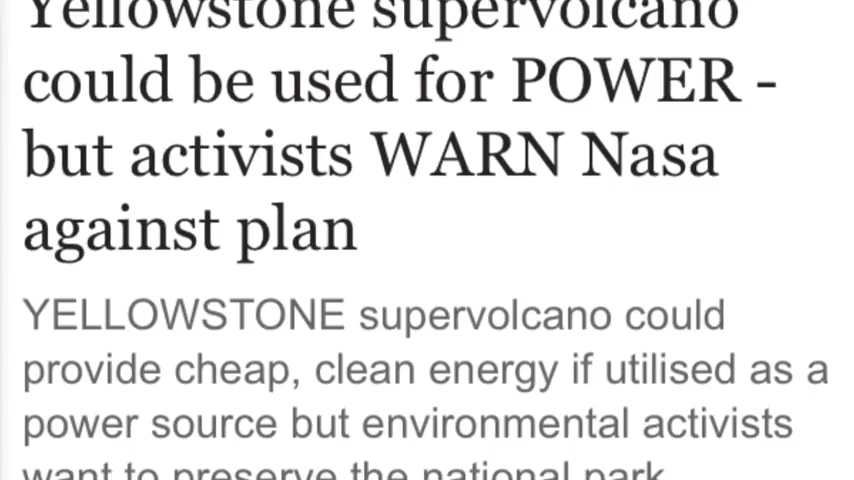 Yellowstone supervolcano
could be used for POWER -
but activists WARN Nasa
against plan
YELLOWSTONE supervolcano could
provide cheap, clean energy if utilised as a
power source but environmental activists
want to preserve the national park